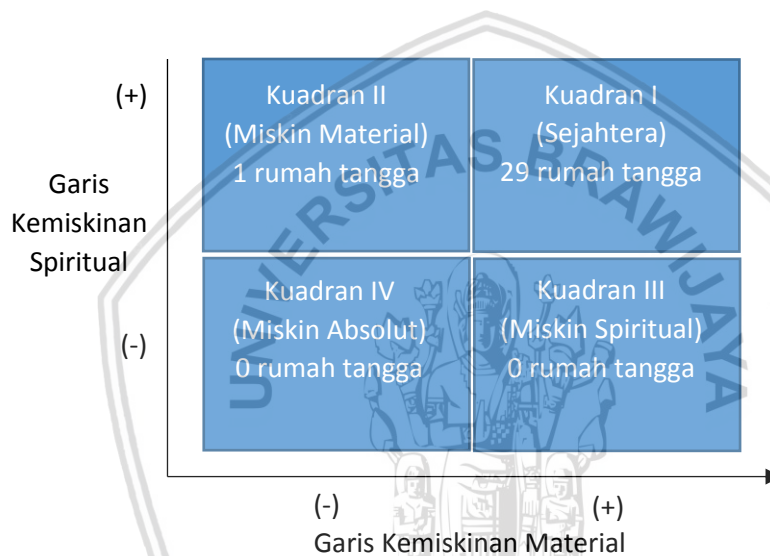 (+)
Kuadran II
(Miskin Material)
1 rumah tangga
Kuadran I
(Sejahtera)
29 rumah tangga
Garis
Kemiskinan
Spiritual
Kuadran IV
(Miskin Absolut)
0 rumah tangga
Kuadran III
(Miskin Spiritual)
0 rumah tangga
(-)
(-)
(+)
Garis Kemiskinan Material
UNIVERSITAS BRAWIJAYA